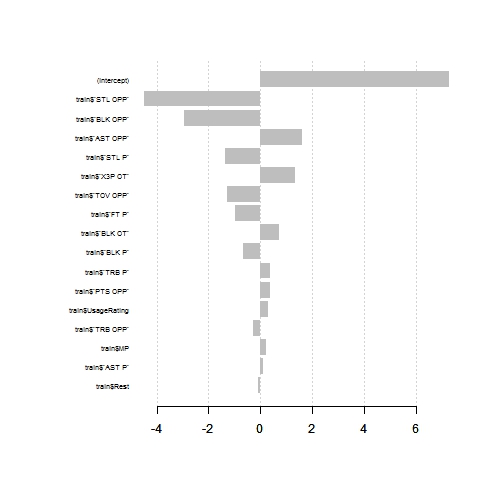 (Intercept)
train$`STL OPP`
train$`BLK OPP`
train$`AST OPP`
train$`STL P`
train$`X3P OT`
train$`TOV OPP`
train$`FT P`
train$`BLK OT`
train$`BLK P`
train$`TRB P`
train$`PTS OPP`
train$UsageRating
train$`TRB OPP`
train$MP
train$`AST P`
train$Rest
-4 -2 0 2 4 6